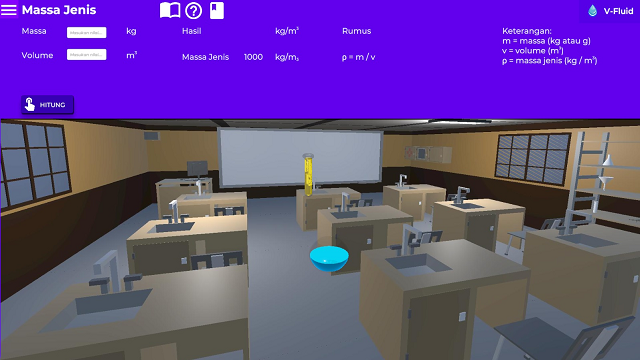 Massa Jenis
V-Fluid
Massa
kg
Hasil
kg/m³
Rumus
Keterangan:
m = massa (kg atau g)
v = volume (m³)
ρ = massa jenis (kg / m³)
Volume
m³
Massa Jenis
1000
kg/m₃
ρ = m / v
HITUNG